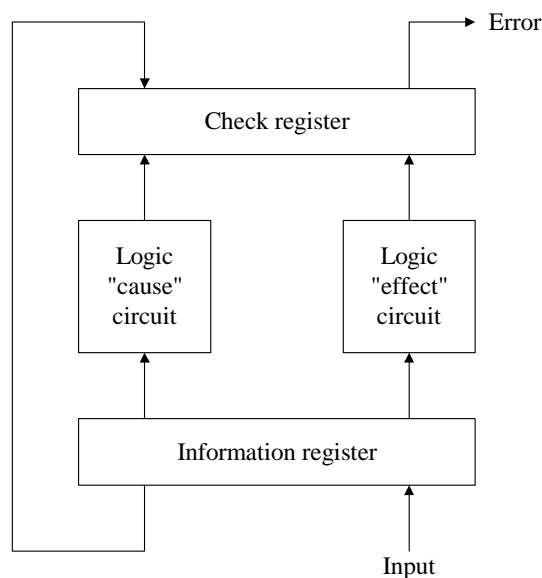 Error
Check register
Logic
"cause"
circuit
Logic
"effect"
circuit
Information register
Input